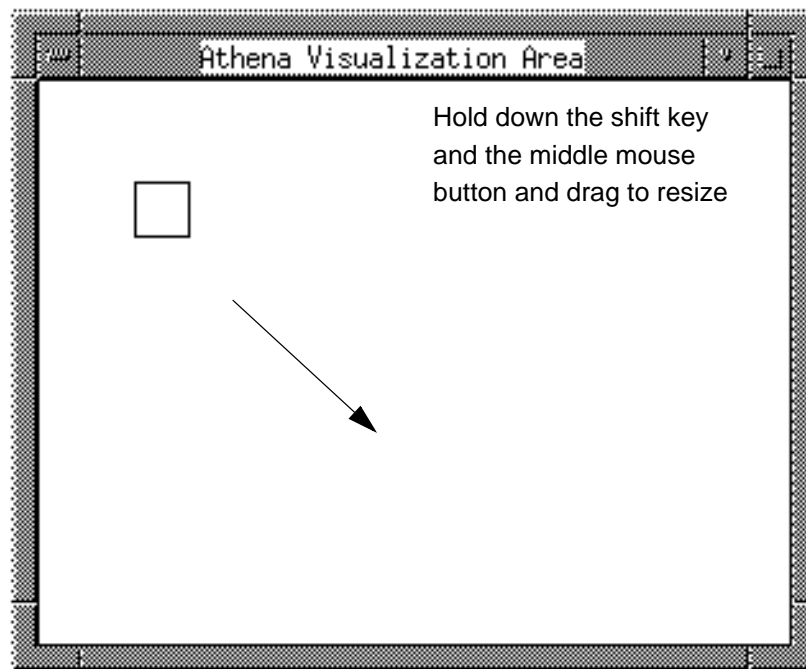 Athena Visualization Area
Hold down the shift key
and the middle mouse
button and drag to resize